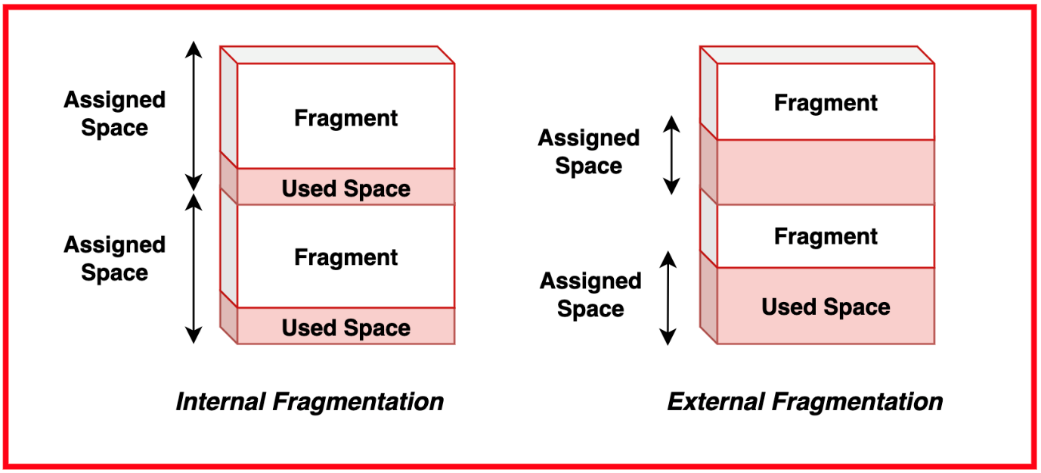 Assigned
Space
Fragment
Used Space
Assigned
Space
Fragment
Used Space
Internal Fragmentation
Fragment
Assigned
Space
Fragment
Assigned
Space
Used Space
External Fragmentation